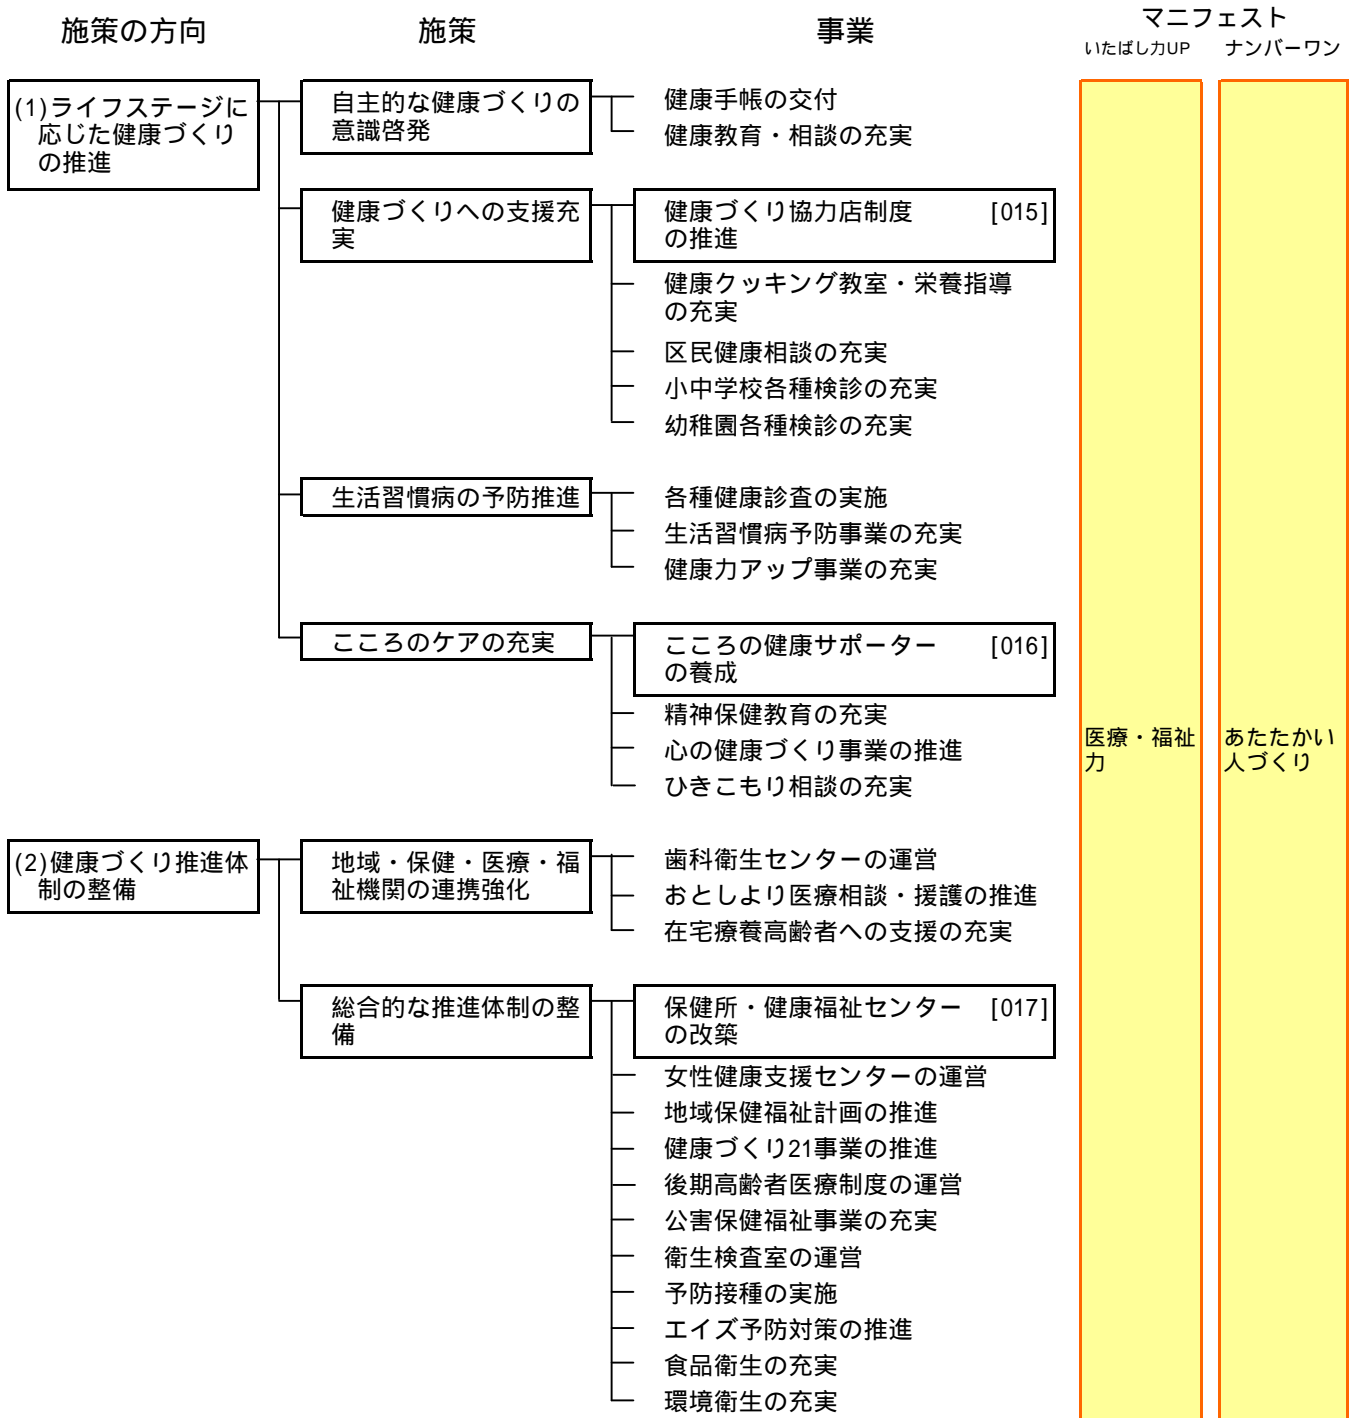 施策の方向
施策
事業
マニフェスト
いたばし力UP
ナンバーワン
(1)ライフステージに
応じた健康づくり
の推進
自主的な健康づくりの
意識啓発
健康手帳の交付
健康教育・相談の充実
健康づくりへの支援充
実
健康づくり協力店制度 [015]
の推進
健康クッキング教室・栄養指導
の充実
区民健康相談の充実
小中学校各種検診の充実
幼稚園各種検診の充実
生活習慣病の予防推進
各種健康診査の実施
生活習慣病予防事業の充実
健康力アップ事業の充実
こころのケアの充実
こころの健康サポーター [016]
の養成
精神保健教育の充実
心の健康づくり事業の推進
ひきこもり相談の充実
医療・福祉
力
あたたかい
人づくり
(2)健康づくり推進体
制の整備
地域・保健・医療・福
祉機関の連携強化
歯科衛生センターの運営
おとしより医療相談・援護の推進
在宅療養高齢者への支援の充実
総合的な推進体制の整
備
保健所・健康福祉センター [017]
の改築
女性健康支援センターの運営
地域保健福祉計画の推進
健康づくり21事業の推進
後期高齢者医療制度の運営
公害保健福祉事業の充実
衛生検査室の運営
予防接種の実施
エイズ予防対策の推進
食品衛生の充実
環境衛生の充実